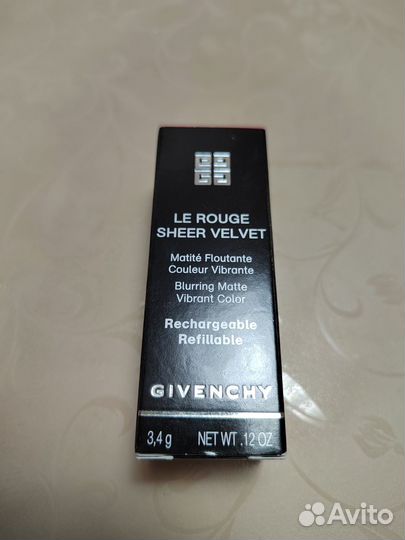 LE ROUGE
SHEER VELVET
Matité Floutante
Couleur Vibrante
Blurring Matte
Vibrant Color
Rechargeable
Refillable
GIVENCHY
3,4 g NET WT. .12 OZ
Avito